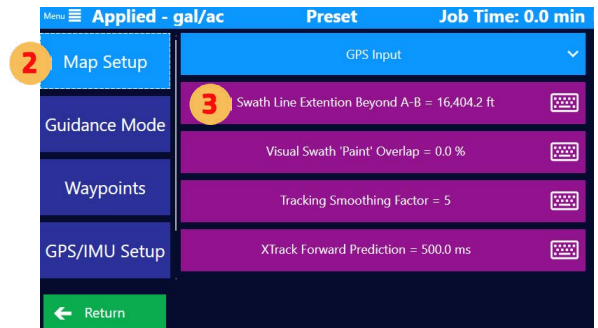 Menu Applied - gal/ac Preset Job Time: 0.0 min
2 Map Setup
GPS Input
3 Swath Line Extention Beyond A-B = 16,404.2 ft
Guidance Mode
Visual Swath 'Paint' Overlap = 0.0 %
Waypoints
Tracking Smoothing Factor = 5
GPS/IMU Setup
XTrack Forward Prediction = 500.0 ms
Return